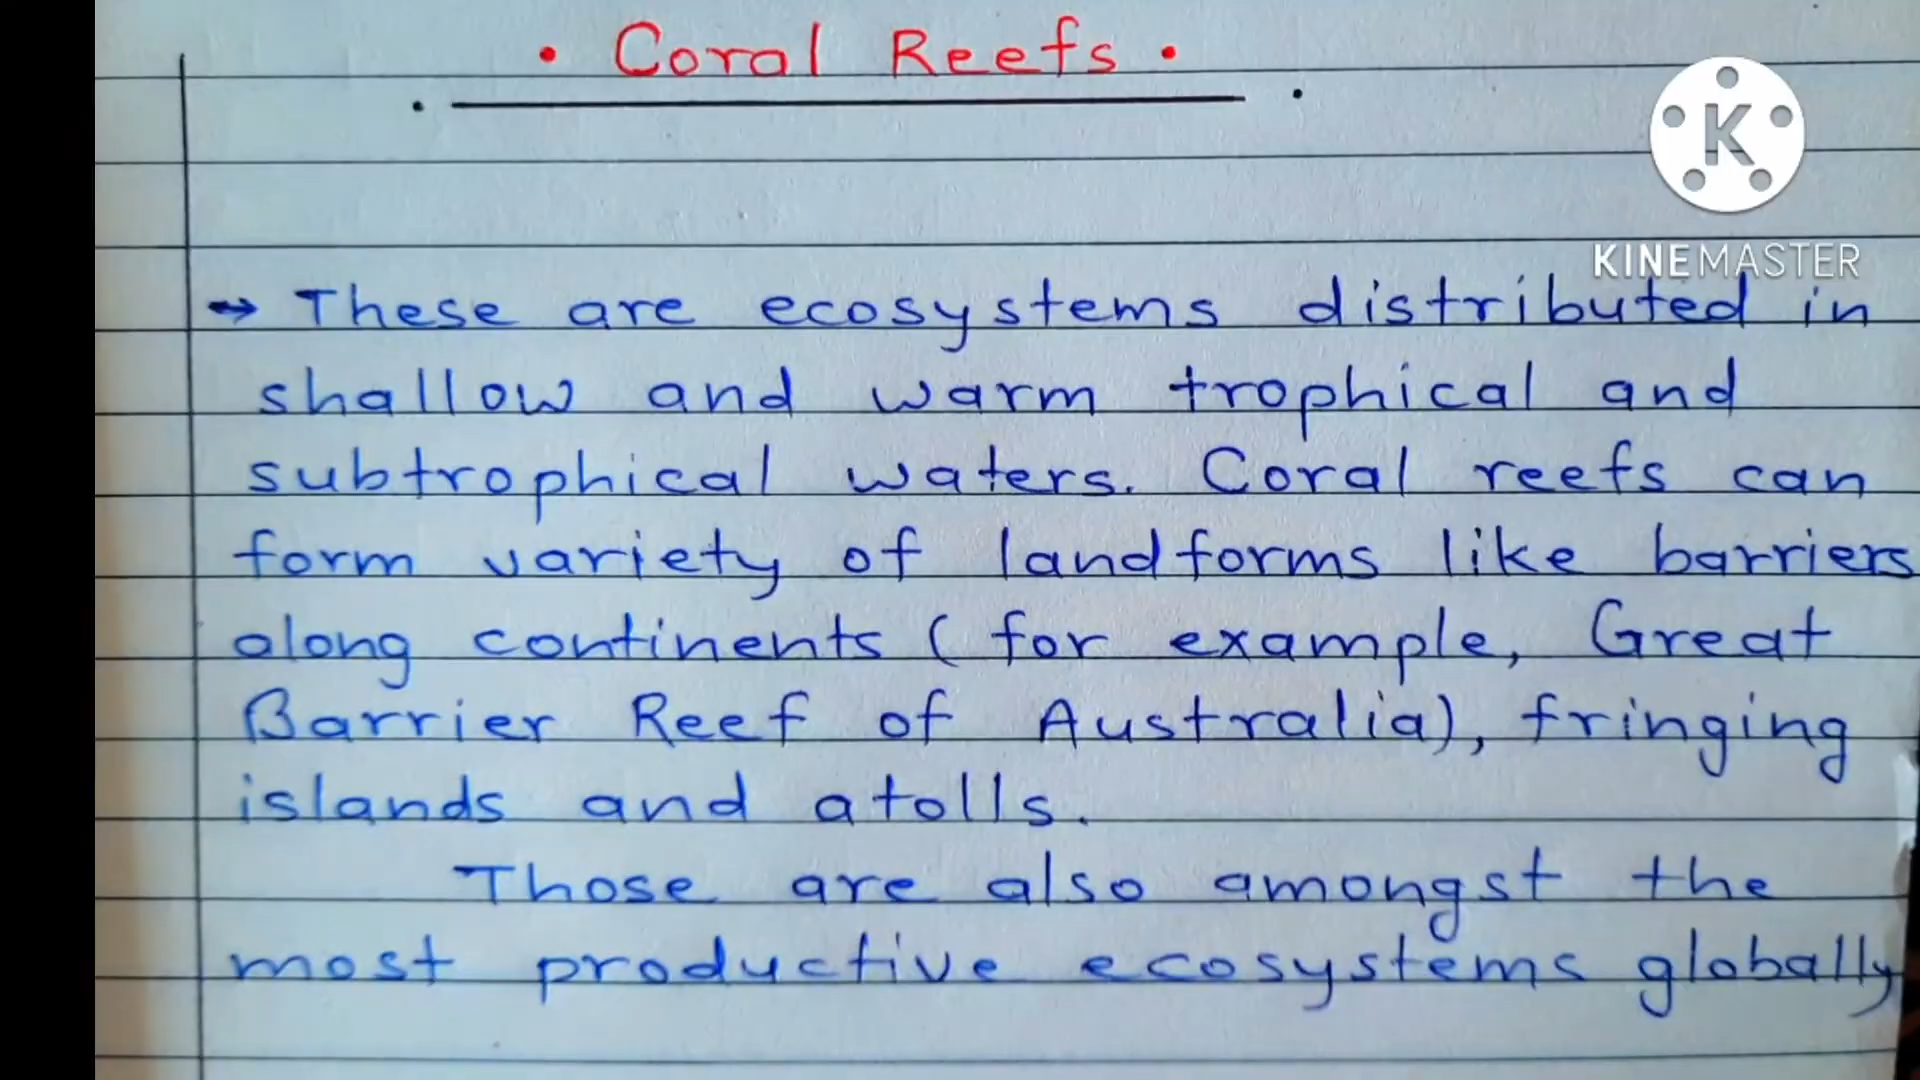 • Coral Reefs •
K
KINEMASTER
→ These are ecosystems distributed in
shallow and warm trophical and
subtrophical waters. Coral reefs can
form variety of landforms like barriers
along continents ( for example, Great
Barrier Reef of Australia), fringing
islands and atolls.
Those are also amongst the
most productive ecosystems globally